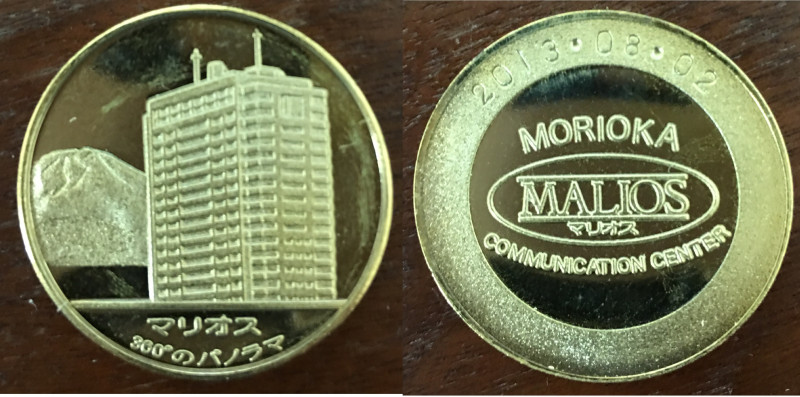 マリオス
360°のパノラマ
2013・08・02
MORIOKA
MALIOS
マリオス
COMMUNICATION CENTER